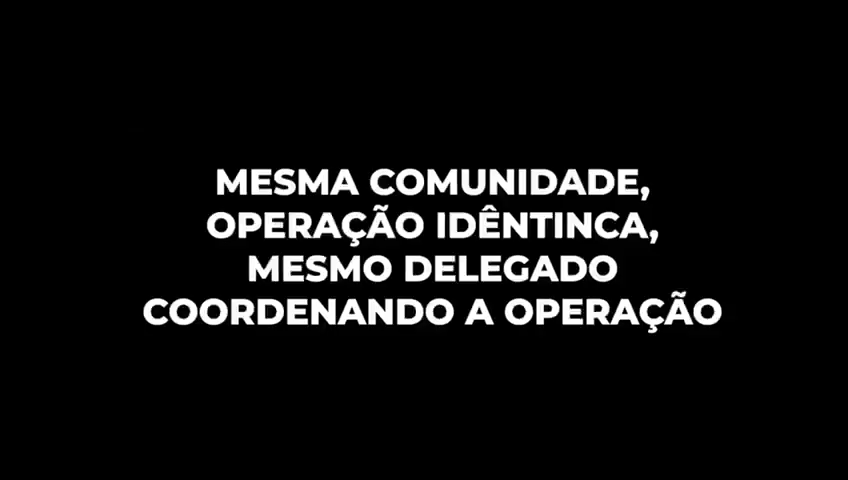 MESMA COMUNIDADE,
OPERAÇÃO IDÊNTINCA,
MESMO DELEGADO
COORDENANDO A OPERAÇÃO